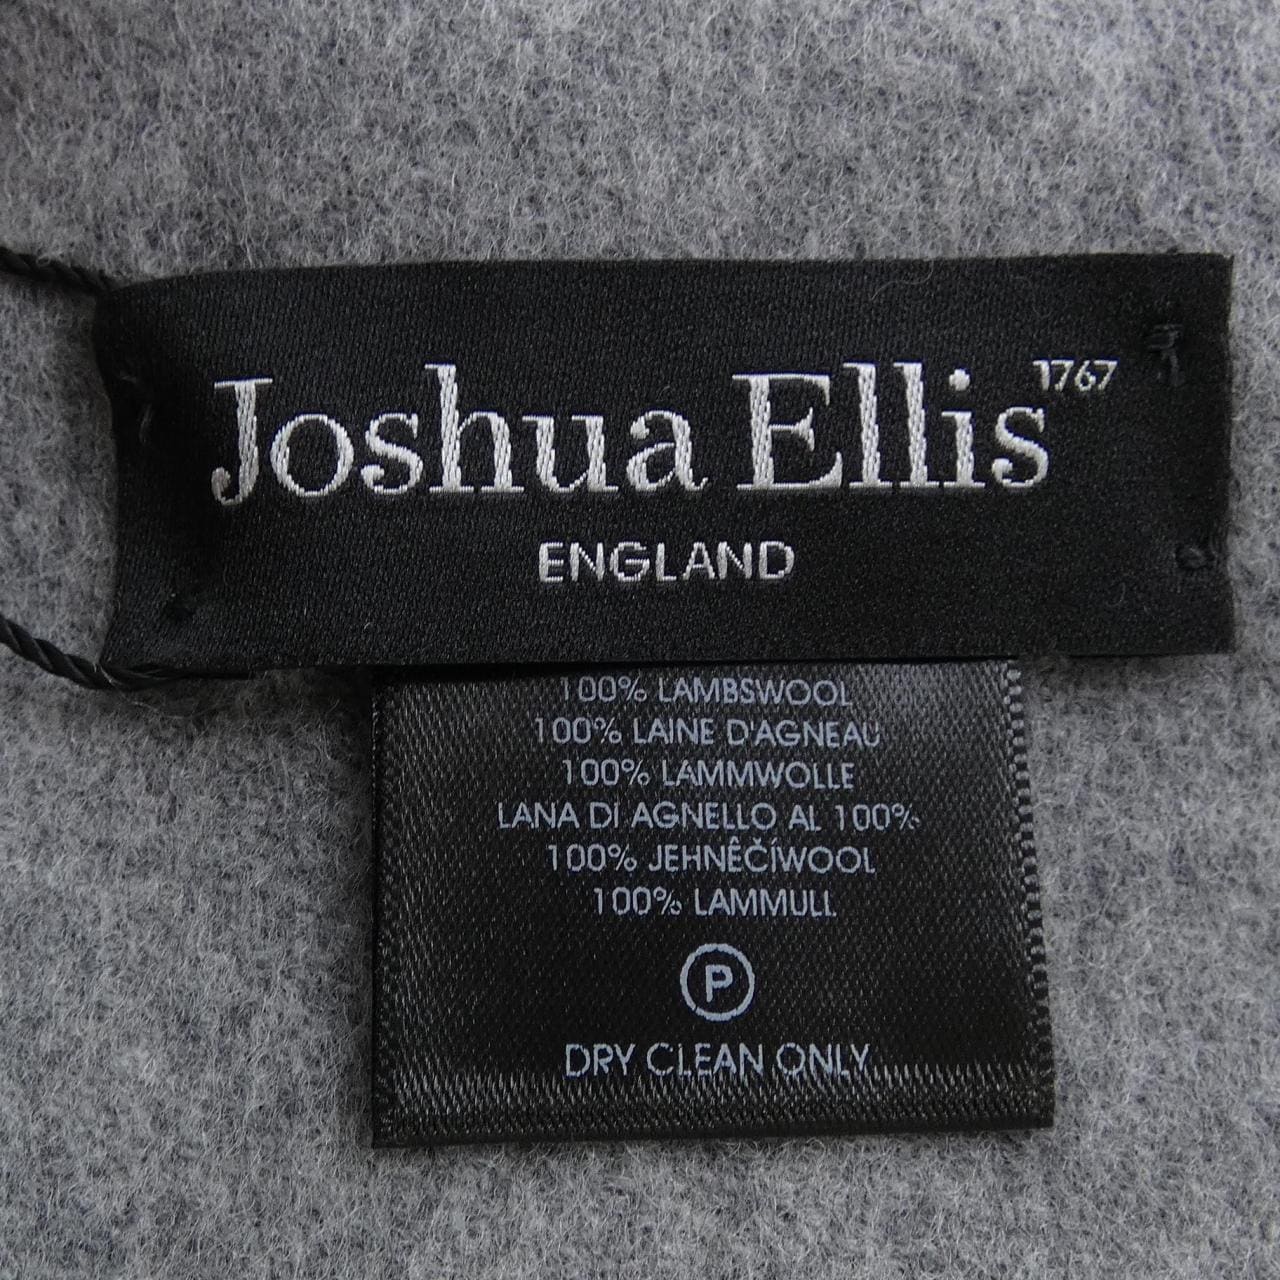 Joshua Ellis 1767
ENGLAND
100% LAMBSWOOL
100% LAINE D'AGNEAU
100% LAMMWOLLE
LANA DI AGNELLO AL 100%
100% JEHNÊČÍWOOL
100% LAMMULL
P
DRY CLEAN ONLY